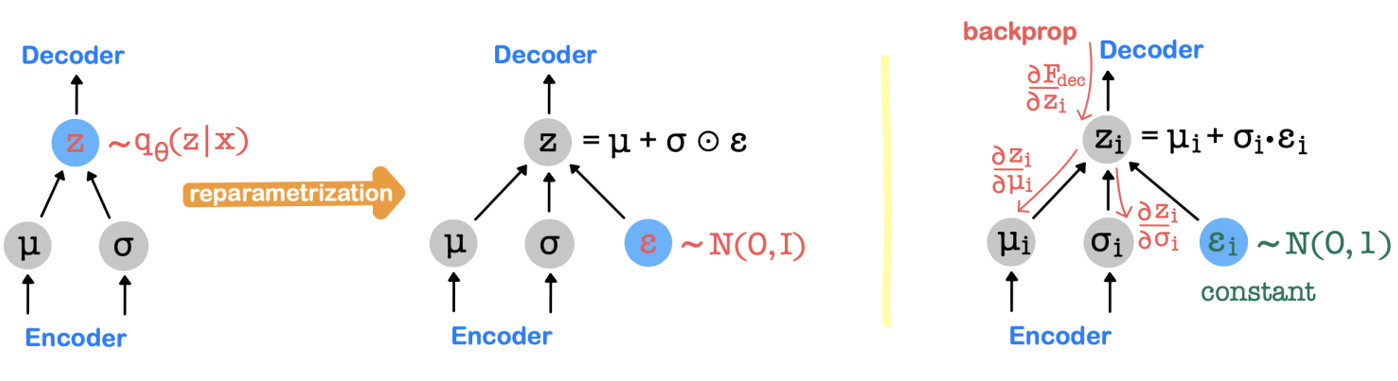 Decoder
z ~qθ(z|x)
μ σ
Encoder
reparametrization
Decoder
z = μ + σ ⊙ ε
μ σ ε ~ N(0,I)
Encoder
backprop
Decoder
∂Fdec
∂zi
zi = μi + σi•εi
∂zi
∂μi
∂zi
∂σi
μi σi εi ~ N(0,1)
constant
Encoder